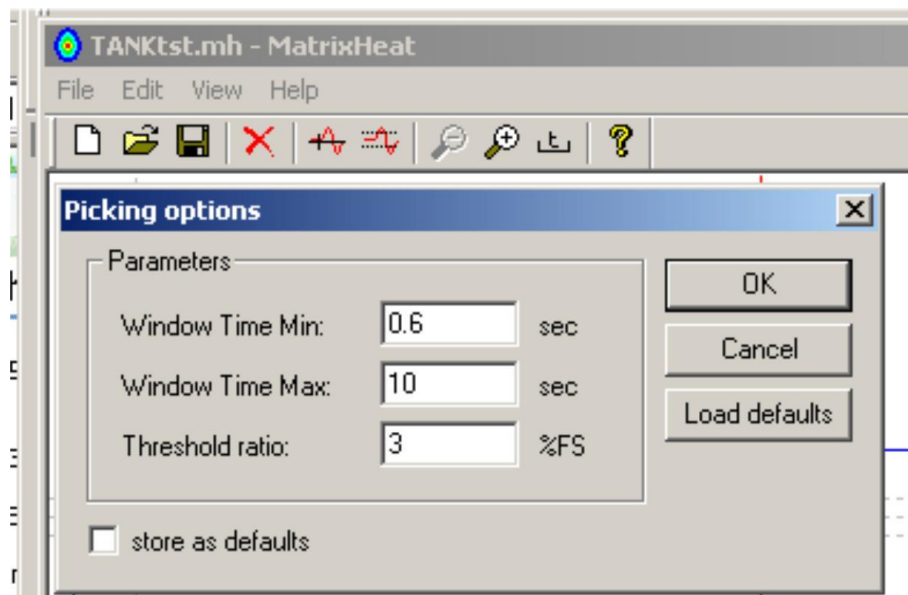 TANKtst.mh - MatrixHeat
File Edit View Help
Picking options
Parameters
Window Time Min: 0.6 sec
Window Time Max: 10 sec
Threshold ratio: 3 %FS
OK
Cancel
Load defaults
store as defaults